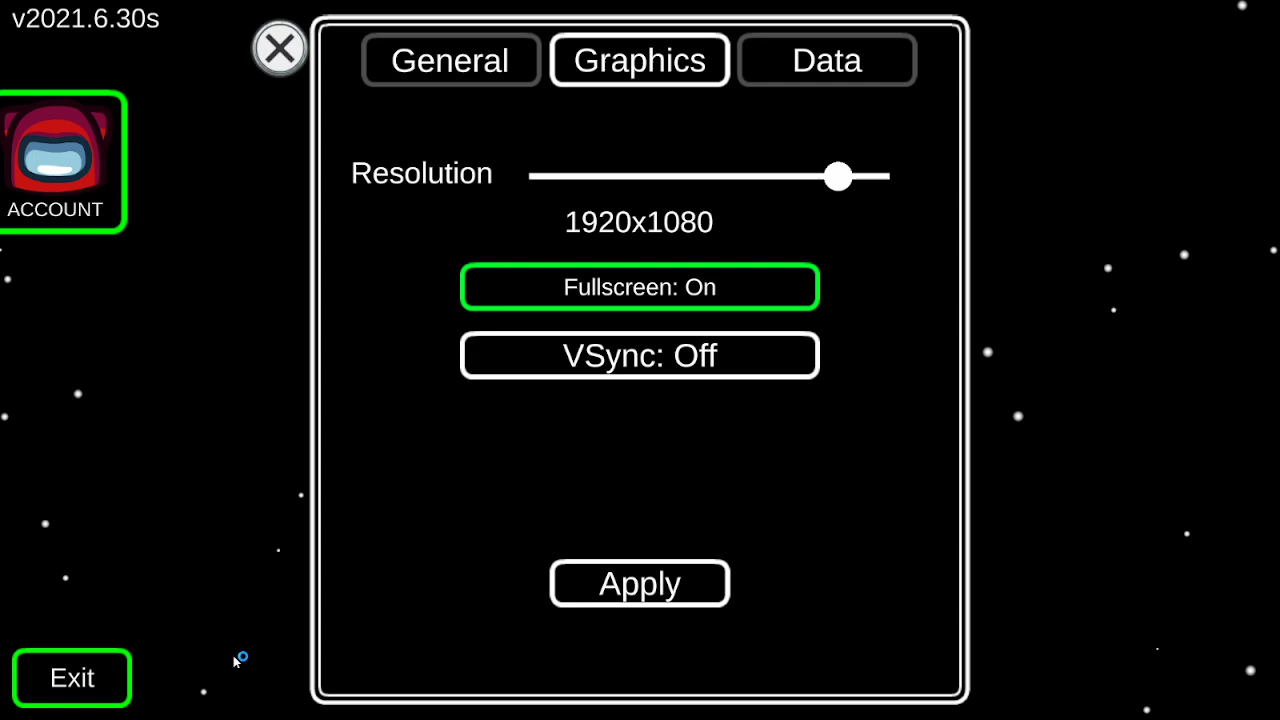 v2021.6.30s
General
Graphics
Data
Resolution
1920x1080
Fullscreen: On
VSync: Off
Apply
ACCOUNT
Exit